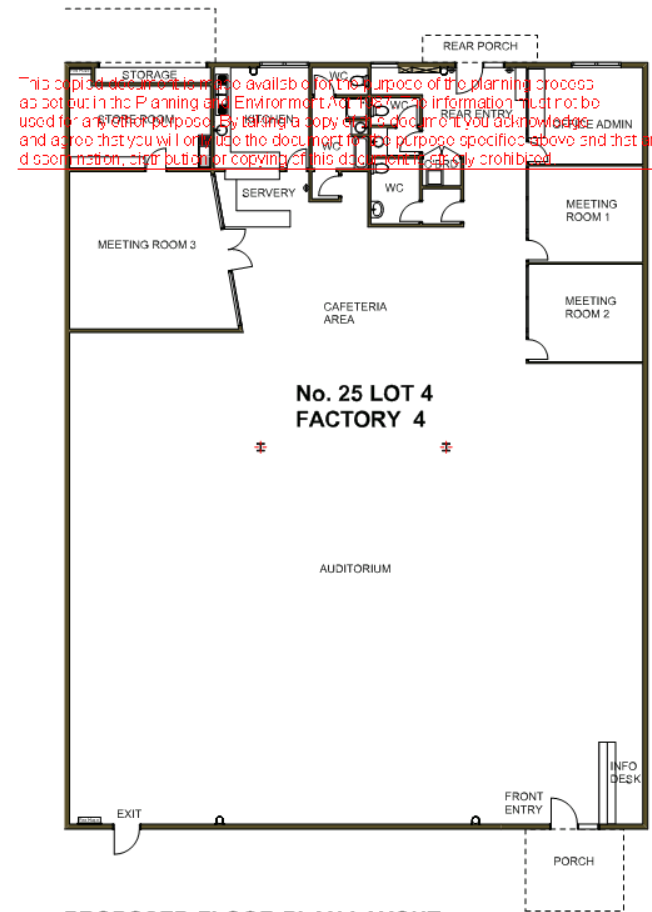 REAR PORCH
STORAGE
WC
This copied document is made available for the purpose of the planning process
as set out in the Planning and Environment Act. The information must not be
used for any other purpose. By taking a copy of this document you acknowledge
and agree that you will only use the document for the purpose specified above and that any
dissemination, distribution or copying of this document is strictly prohibited.
WC
STORE ROOM
KITCHEN
REAR ENTRY
OFFICE ADMIN
WC
C'BRD
WC
SERVERY
MEETING
ROOM 1
MEETING ROOM 3
MEETING
ROOM 2
CAFETERIA
AREA
No. 25 LOT 4
FACTORY 4
AUDITORIUM
INFO
DESK
FRONT
ENTRY
EXIT
PORCH
PROPOSED FLOOR PLAN LAYOUT